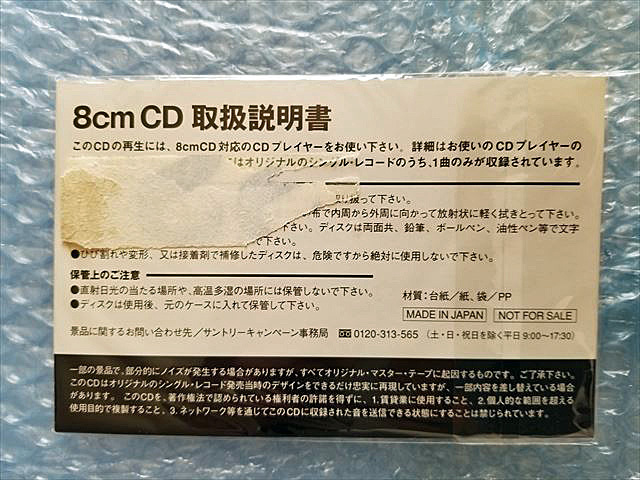 8cm CD 取扱説明書
このCDの再生には、8cmCD対応のCDプレイヤーをお使い下さい。詳細はお使いのCDプレイヤーの
はオリジナルのシングル・レコードのうち、1曲のみが収録されています。
り扱って下さい。
布で内周から外周に向かって放射状に軽く拭きとって下さい。
下さい。ディスクは両面共、鉛筆、ボールペン、油性ペン等で文字
で下さい。
●ひび割れや変形、又は接着剤で補修したディスクは、危険ですから絶対に使用しないで下さい。
保管上のご注意
●直射日光の当たる場所や、高温多湿の場所には保管しないで下さい。
●ディスクは使用後、元のケースに入れて保管して下さい。
材質：台紙／紙、袋／PP
MADE IN JAPAN NOT FOR SALE
景品に関するお問い合わせ先／サントリーキャンペーン事務局 0120-313-565 （土・日・祝日を除く平日 9:00〜17:30）
一部の景品で、部分的にノイズが発生する場合がありますが、すべてオリジナル・マスター・テープに起因するものです。ご了承下さい。
このCDはオリジナルのシングル・レコード発売当時のデザインをできるだけ忠実に再現していますが、一部内容を差し替えている場合
があります。このCDを、著作権法で認められている権利者の許諾を得ずに、1. 賃貸業に使用すること、2. 個人的な範囲を超える
使用目的で複製すること、3. ネットワーク等を通じてこのCDに収録された音を送信できる状態にすることは禁じられています。